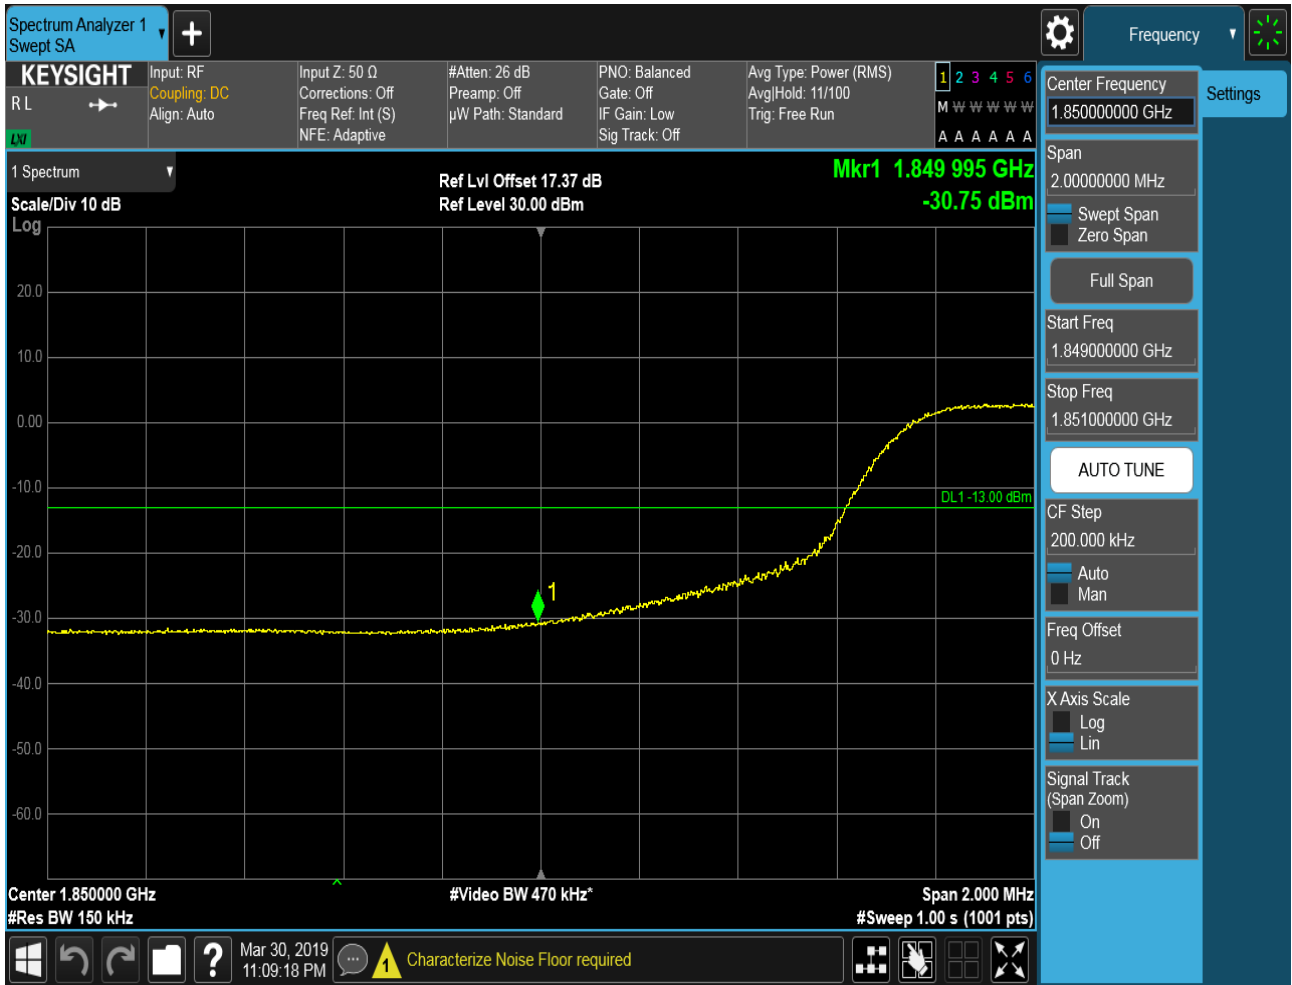 Spectrum Analyzer 1
Swept SA
Frequency
KEYSIGHT
R L
LXI
Input: RF
Coupling: DC
Align: Auto
Input Z: 50 Ω
Corrections: Off
Freq Ref: Int (S)
NFE: Adaptive
#Atten: 26 dB
Preamp: Off
µW Path: Standard
PNO: Balanced
Gate: Off
IF Gain: Low
Sig Track: Off
Avg Type: Power (RMS)
Avg|Hold: 11/100
Trig: Free Run
1 2 3 4 5 6
M W W W W W
A A A A A A
1 Spectrum
Scale/Div 10 dB
Log
Ref Lvl Offset 17.37 dB
Ref Level 30.00 dBm
Mkr1 1.849 995 GHz
-30.75 dBm
20.0
10.0
0.00
-10.0
DL1 -13.00 dBm
-20.0
1
-30.0
-40.0
-50.0
-60.0
Center 1.850000 GHz
#Video BW 470 kHz*
Span 2.000 MHz
#Res BW 150 kHz
#Sweep 1.00 s (1001 pts)
Center Frequency
1.850000000 GHz
Settings
Span
2.00000000 MHz
Swept Span
Zero Span
Full Span
Start Freq
1.849000000 GHz
Stop Freq
1.851000000 GHz
AUTO TUNE
CF Step
200.000 kHz
Auto
Man
Freq Offset
0 Hz
X Axis Scale
Log
Lin
Signal Track
(Span Zoom)
On
Off
?
Mar 30, 2019
11:09:18 PM
1
Characterize Noise Floor required